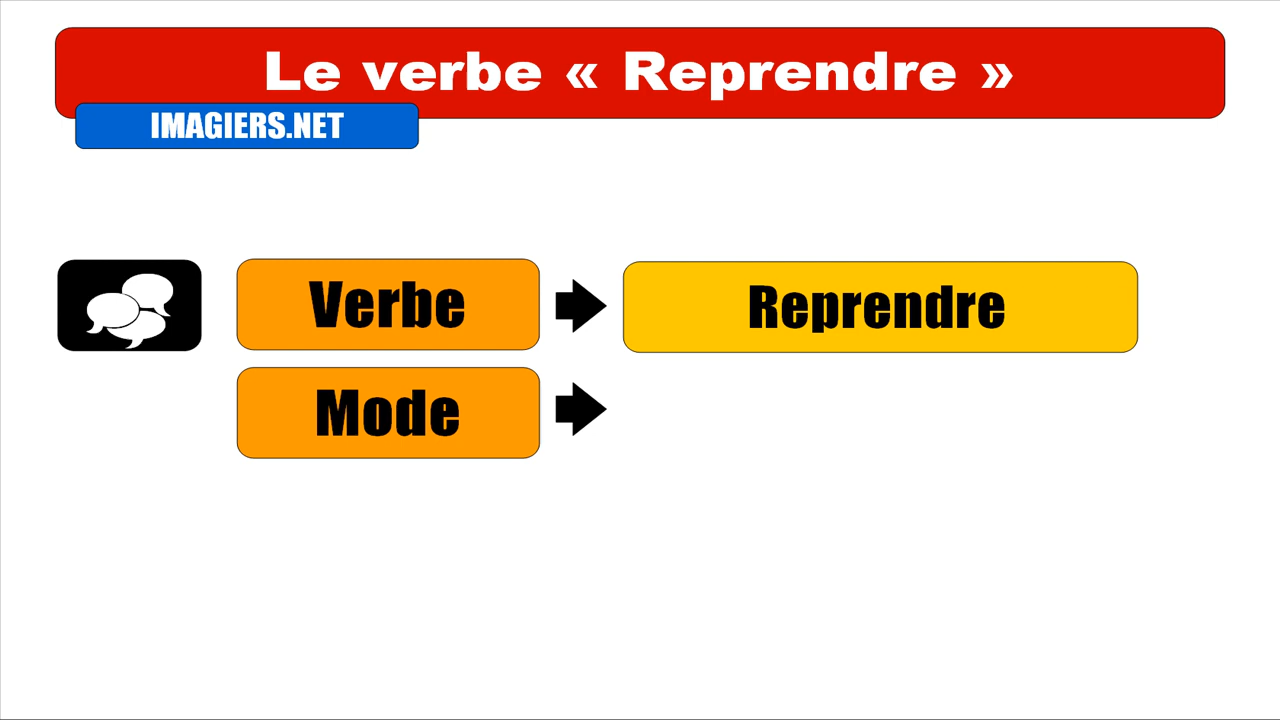 Le verbe « Reprendre »
IMAGIERS.NET
Verbe
Reprendre
Mode